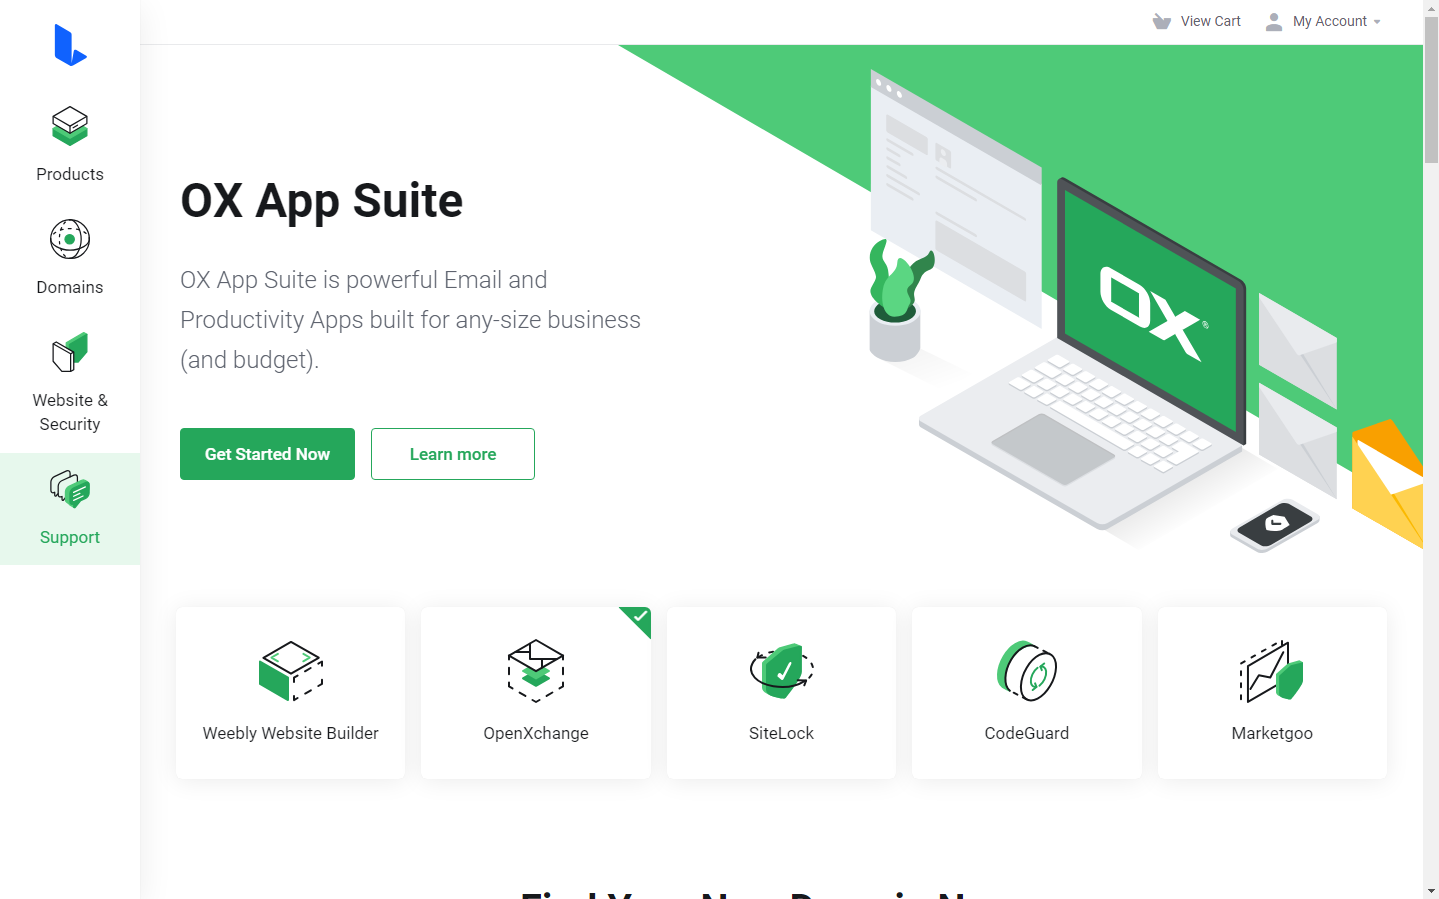 View Cart
My Account
Products
Domains
Website &
Security
Support
OX App Suite
OX App Suite is powerful Email and
Productivity Apps built for any-size business
(and budget).
Get Started Now
Learn more
OX®
Weebly Website Builder
OpenXchange
SiteLock
CodeGuard
Marketgoo